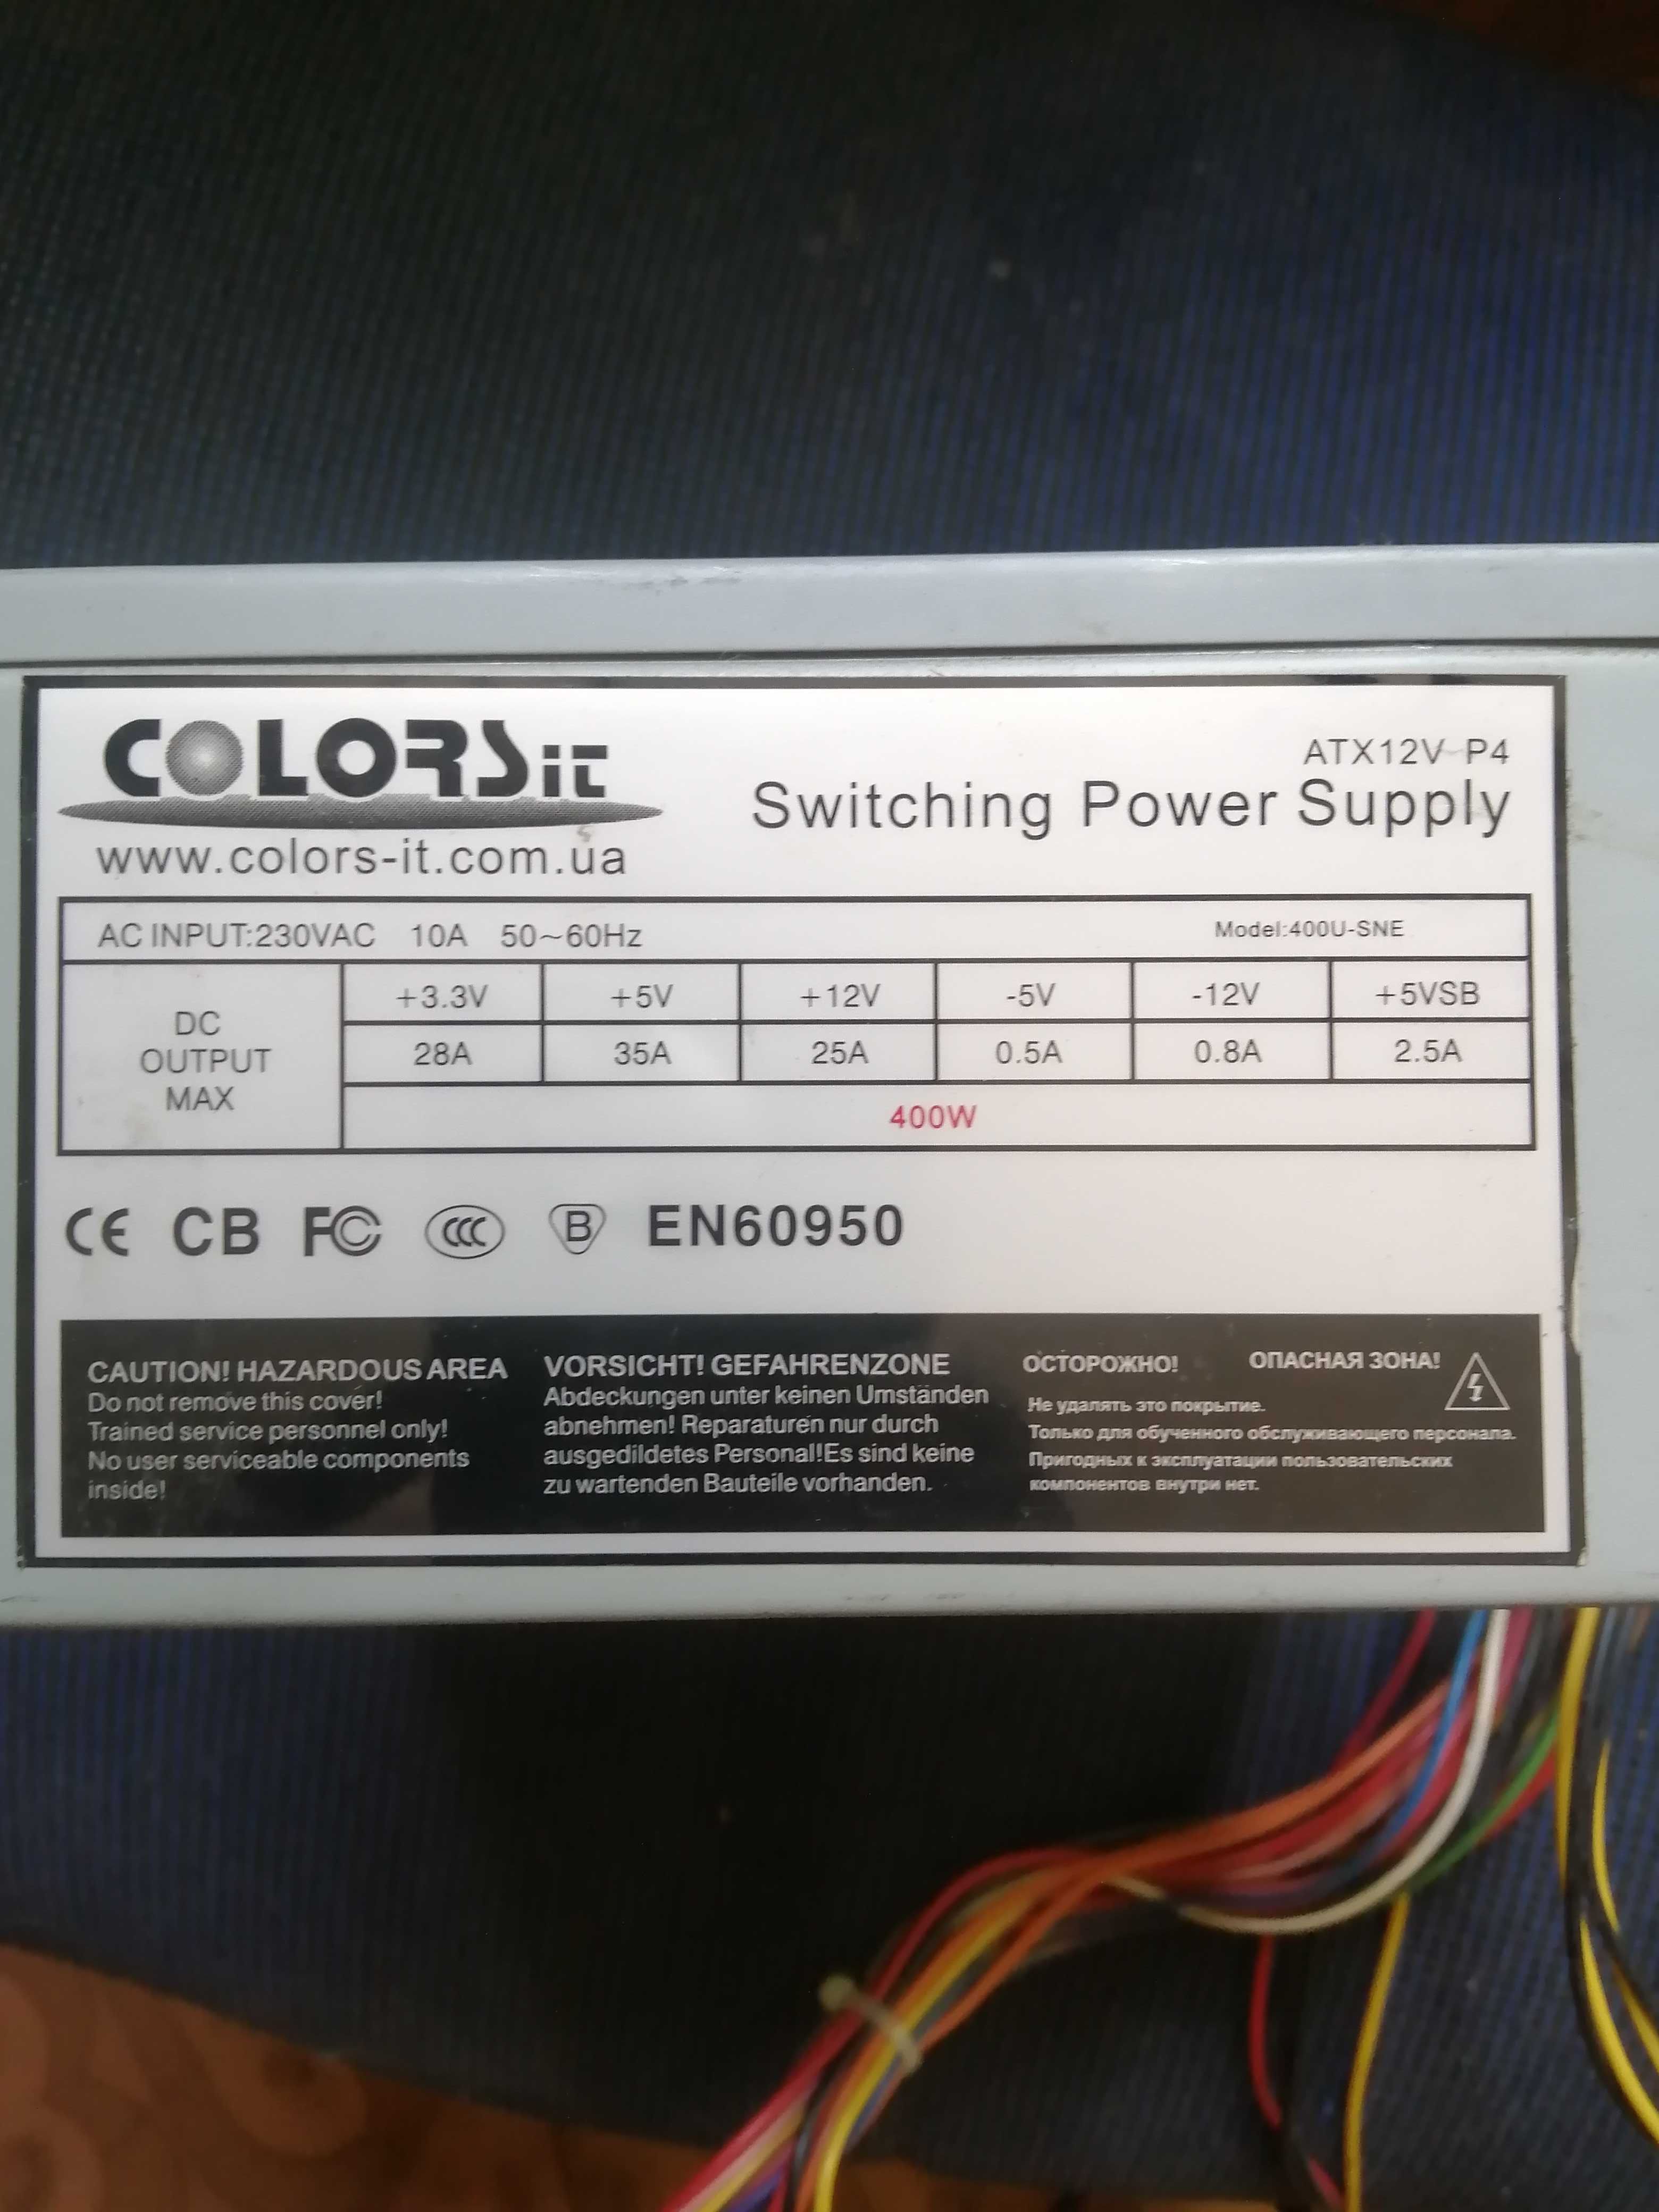 COLORSit
www.colors-it.com.ua
ATX12V-P4
Switching Power Supply
AC INPUT:230VAC 10A 50~60Hz
Model:400U-SNE
DC OUTPUT MAX
+3.3V +5V +12V -5V -12V +5VSB
28A 35A 25A 0.5A 0.8A 2.5A
400W
CE CB FC CCC B EN60950
CAUTION! HAZARDOUS AREA
Do not remove this cover!
Trained service personnel only!
No user serviceable components
inside!
VORSICHT! GEFAHRENZONE
Abdeckungen unter keinen Umständen
abnehmen! Reparaturen nur durch
ausgedildetes Personal!Es sind keine
zu wartenden Bauteile vorhanden.
ОСТОРОЖНО! ОПАСНАЯ ЗОНА!
Не удалять это покрытие.
Только для обученного обслуживающего персонала.
Пригодных к эксплуатации пользовательских
компонентов внутри нет.